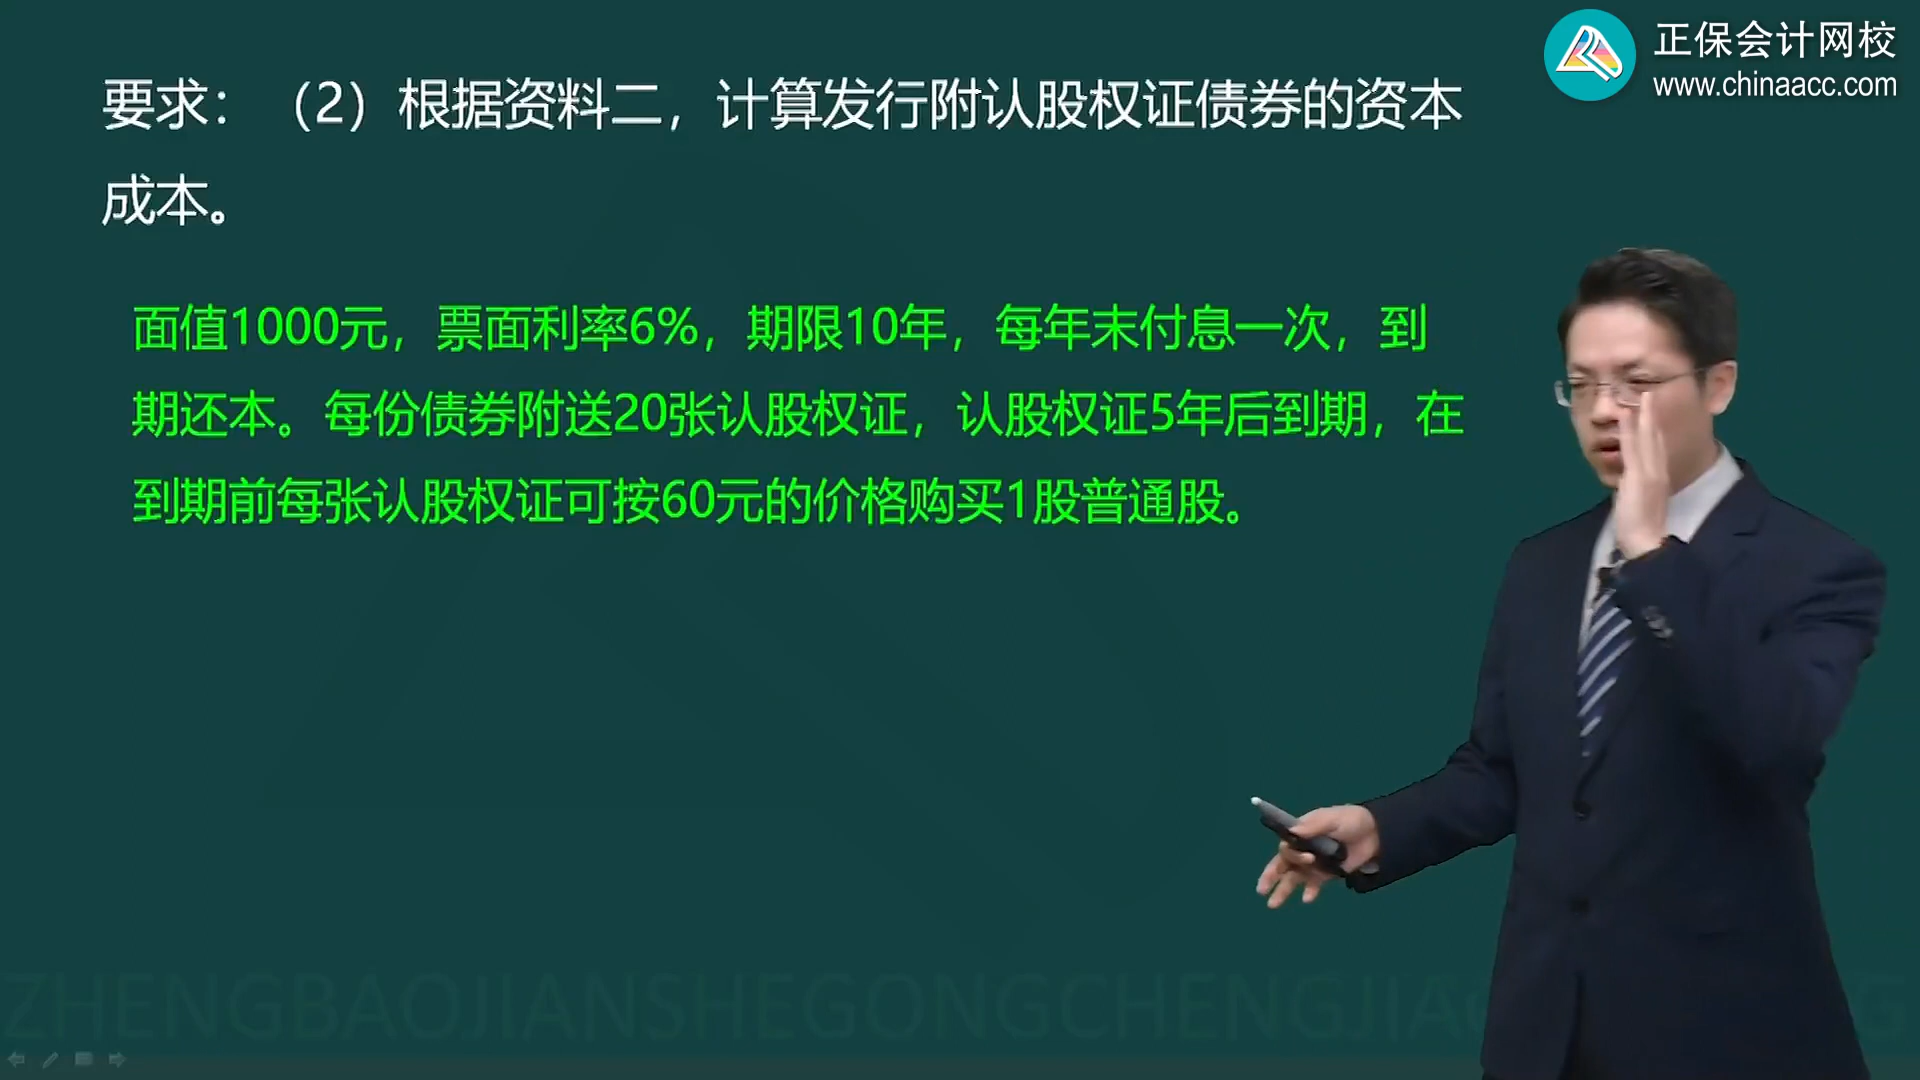 正保会计网校
www.chinaacc.com
要求：（2）根据资料二，计算发行附认股权证债券的资本
成本。
面值1000元，票面利率6%，期限10年，每年末付息一次，到
期还本。每份债券附送20张认股权证，认股权证5年后到期，在
到期前每张认股权证可按60元的价格购买1股普通股。
ZHENGBAOJIANSHEGONGCHENGJIA